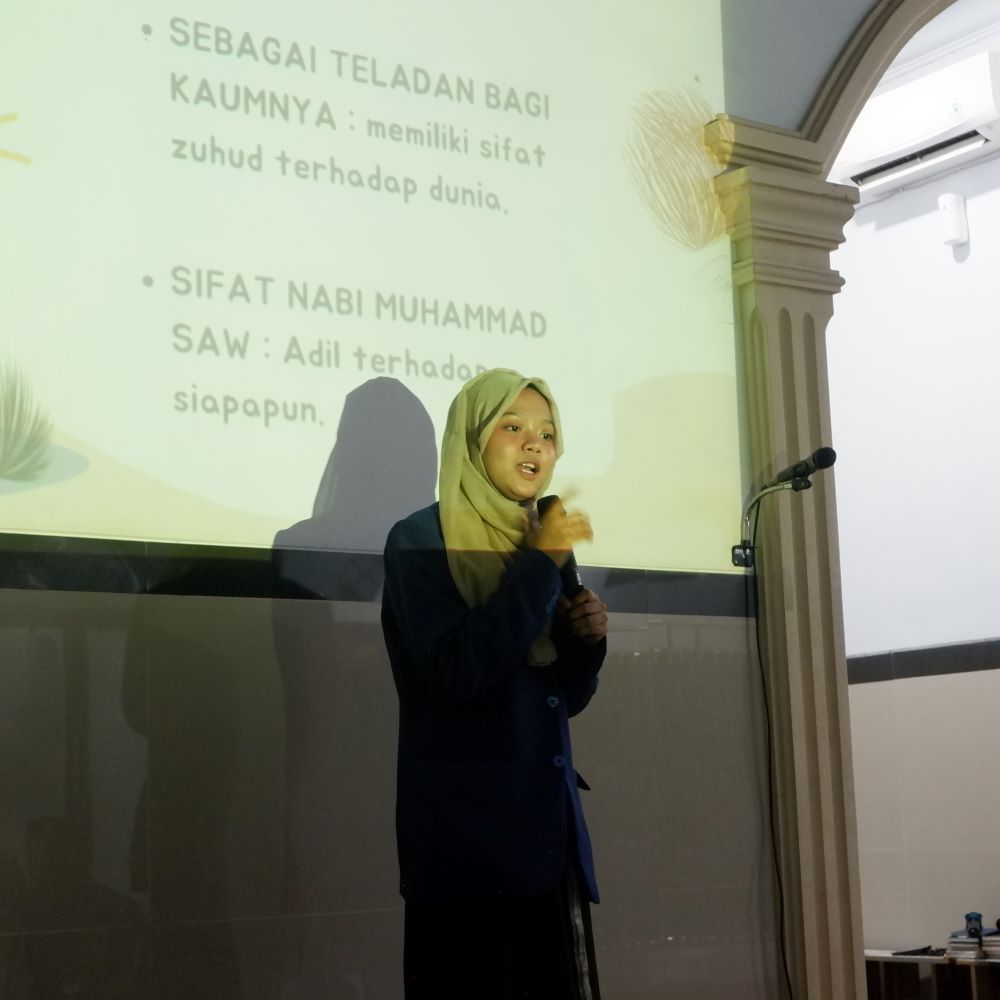 • SEBAGAI TELADAN BAGI
KAUMNYA : memiliki sifat
zuhud terhadap dunia.
• SIFAT NABI MUHAMMAD
SAW : Adil terhadap
siapapun.